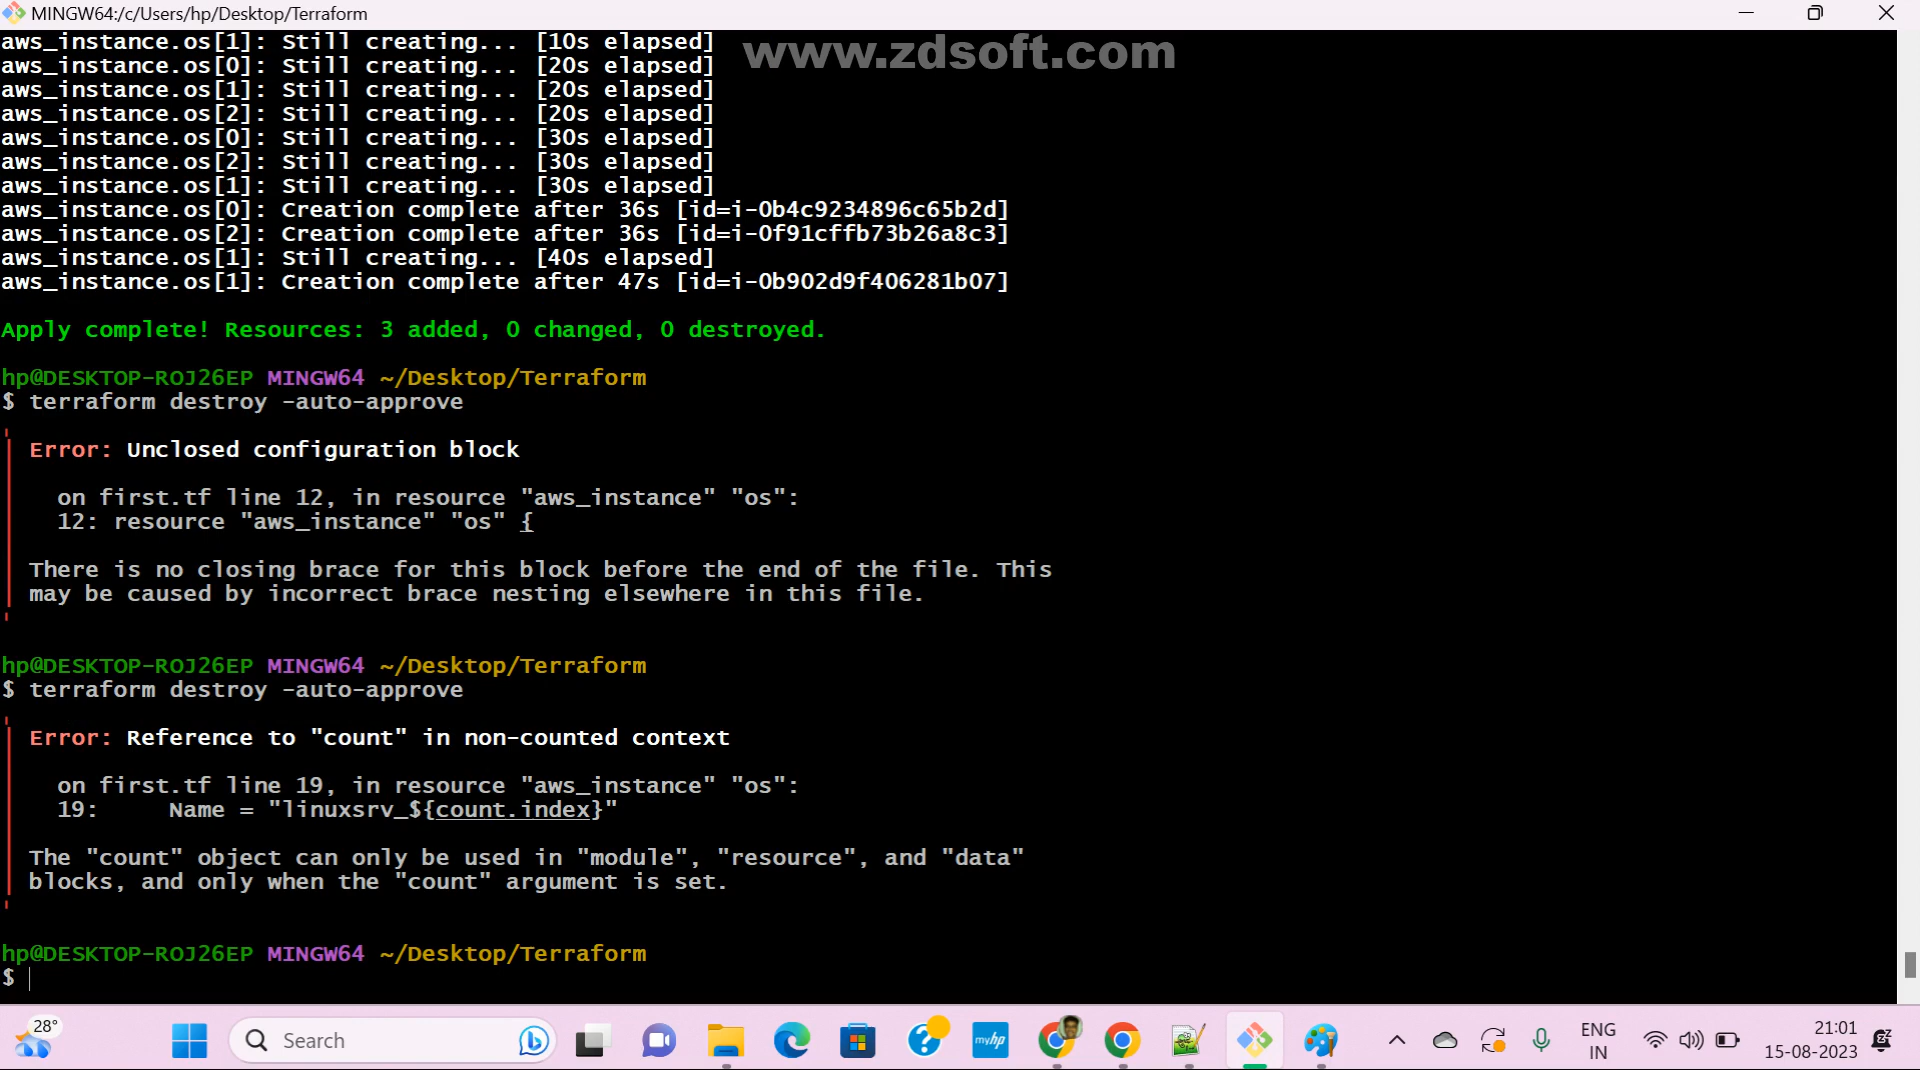 MINGW64:/c/Users/hp/Desktop/Terraform
www.zdsoft.com
aws_instance.os[1]: Still creating... [10s elapsed]
aws_instance.os[0]: Still creating... [20s elapsed]
aws_instance.os[1]: Still creating... [20s elapsed]
aws_instance.os[2]: Still creating... [20s elapsed]
aws_instance.os[0]: Still creating... [30s elapsed]
aws_instance.os[2]: Still creating... [30s elapsed]
aws_instance.os[1]: Still creating... [30s elapsed]
aws_instance.os[0]: Creation complete after 36s [id=i-0b4c9234896c65b2d]
aws_instance.os[2]: Creation complete after 36s [id=i-0f91cffb73b26a8c3]
aws_instance.os[1]: Still creating... [40s elapsed]
aws_instance.os[1]: Creation complete after 47s [id=i-0b902d9f406281b07]
Apply complete! Resources: 3 added, 0 changed, 0 destroyed.
hp@DESKTOP-ROJ26EP MINGW64 ~/Desktop/Terraform
$ terraform destroy -auto-approve
Error: Unclosed configuration block
on first.tf line 12, in resource "aws_instance" "os":
12: resource "aws_instance" "os" {
There is no closing brace for this block before the end of the file. This
may be caused by incorrect brace nesting elsewhere in this file.
hp@DESKTOP-ROJ26EP MINGW64 ~/Desktop/Terraform
$ terraform destroy -auto-approve
Error: Reference to "count" in non-counted context
on first.tf line 19, in resource "aws_instance" "os":
19:     Name = "linuxsrv_${count.index}"
The "count" object can only be used in "module", "resource", and "data"
blocks, and only when the "count" argument is set.
hp@DESKTOP-ROJ26EP MINGW64 ~/Desktop/Terraform
$
28°
Search
myhp
ENG
IN
21:01
15-08-2023